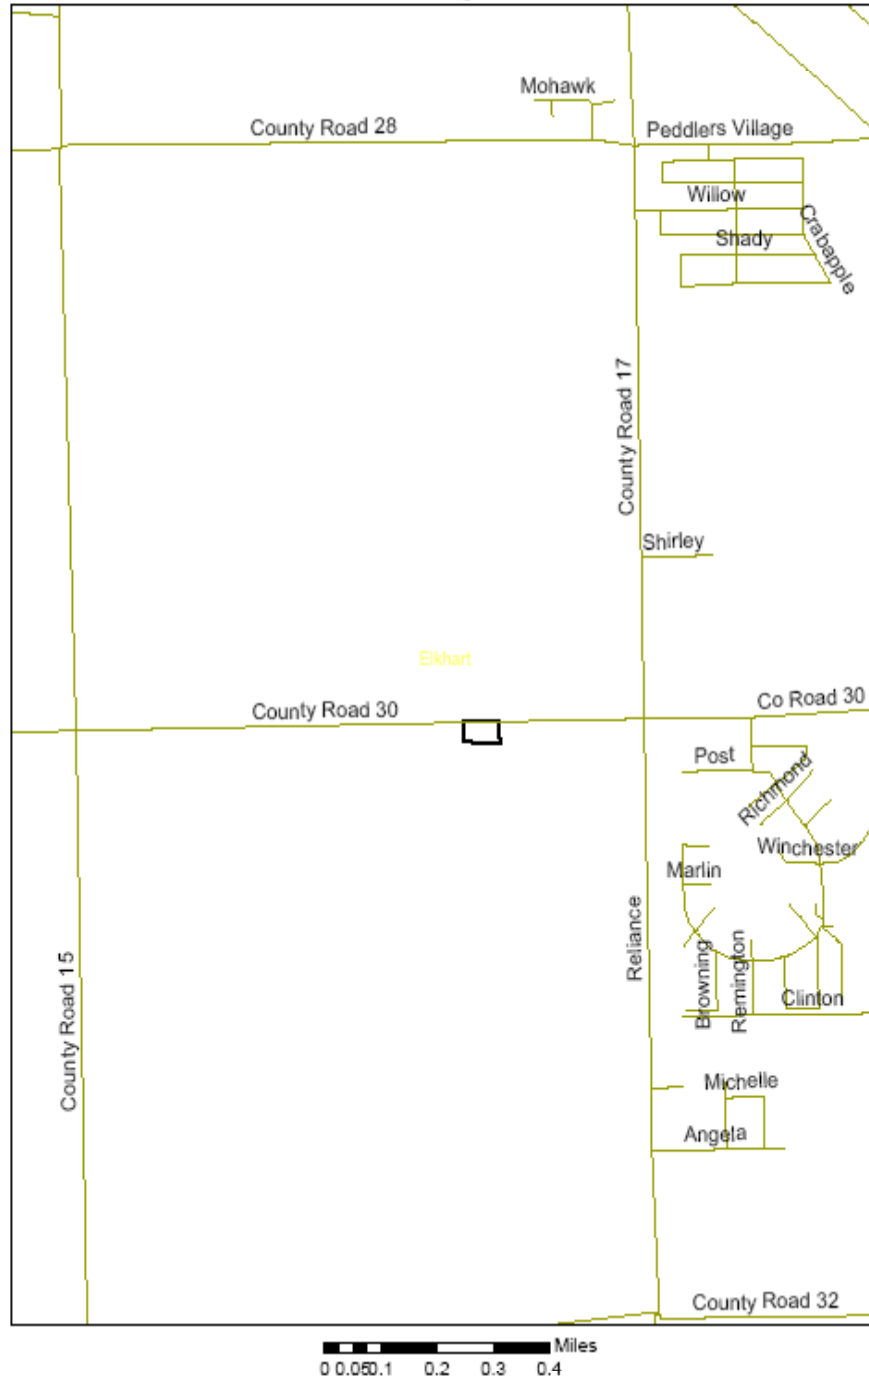 Mohawk
County Road 28
Peddlers Village
Willow
Crabapple
Shady
County Road 17
Shirley
Elkhart
County Road 30
Co Road 30
Post
Richmond
Winchester
Marlin
Reliance
County Road 15
Browning
Remington
Clinton
Michelle
Angela
County Road 32
Miles
0 0.05 0.1 0.2 0.3 0.4